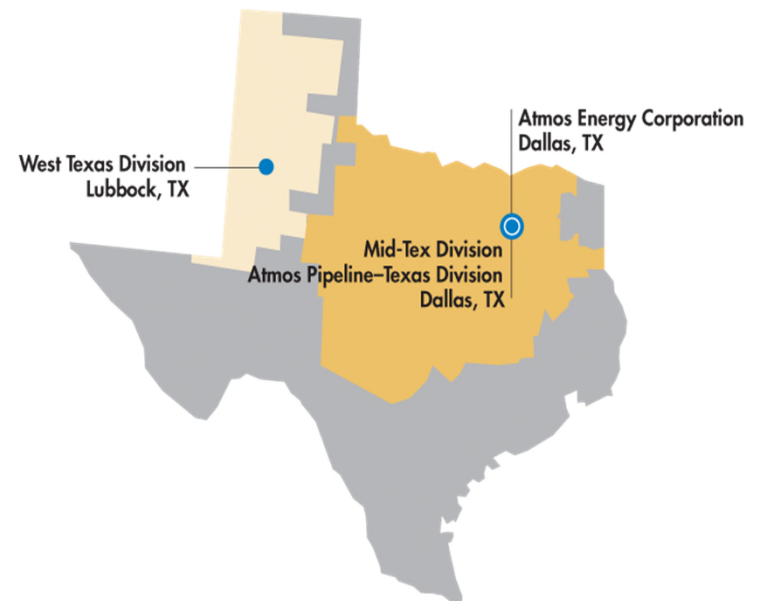 Atmos Energy Corporation
Dallas, TX
West Texas Division
Lubbock, TX
Mid-Tex Division
Atmos Pipeline–Texas Division
Dallas, TX